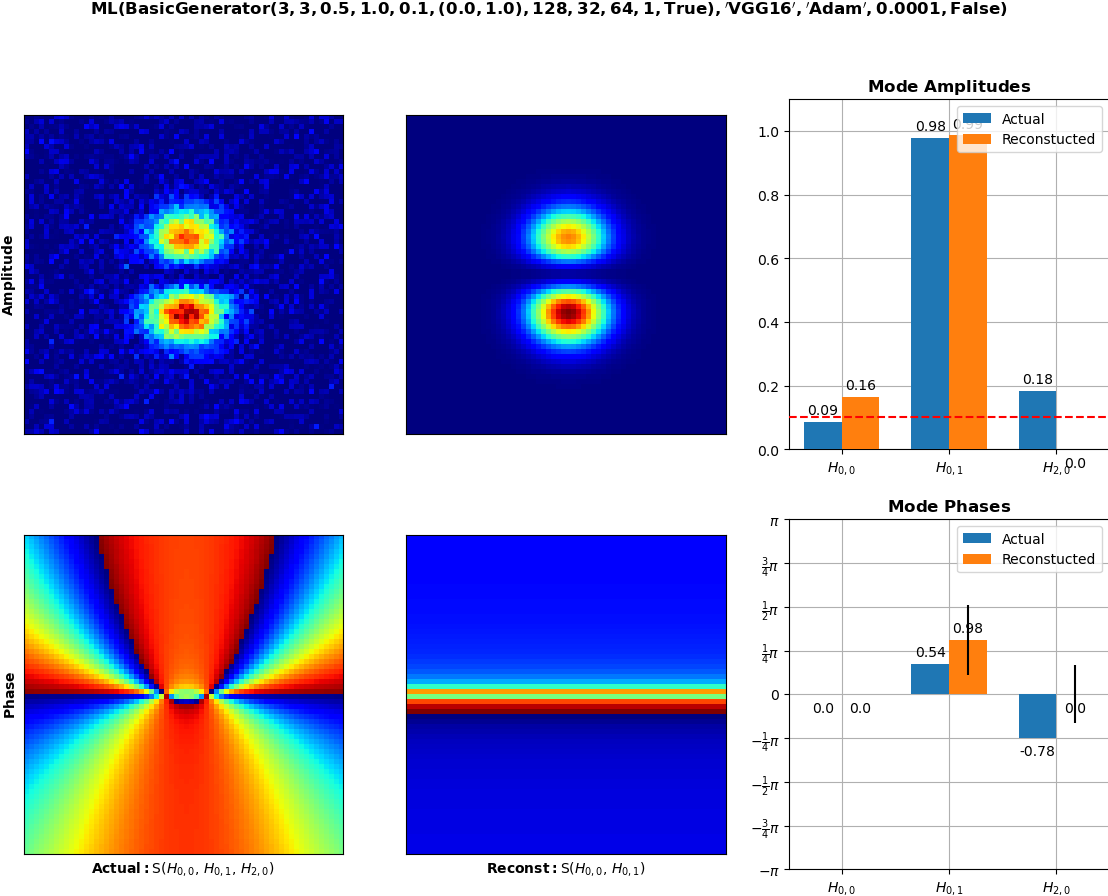 ML(BasicGenerator(3, 3, 0.5, 1.0, 0.1, (0.0, 1.0), 128, 32, 64, 1, True), ′VGG16′, ′Adam′, 0.0001, False)
Amplitude
Mode Amplitudes
Actual
Reconstucted
1.0
0.8
0.6
0.4
0.2
0.0
0.09
0.16
0.98
0.99
0.18
0.0
H0,0
H0,1
H2,0
Phase
Actual: S(H0,0, H0,1, H2,0)
Reconst: S(H0,0, H0,1)
Mode Phases
Actual
Reconstucted
π
3/4π
1/2π
1/4π
0
−1/4π
−1/2π
−3/4π
−π
0.0
0.0
0.54
0.98
-0.78
0.0
H0,0
H0,1
H2,0